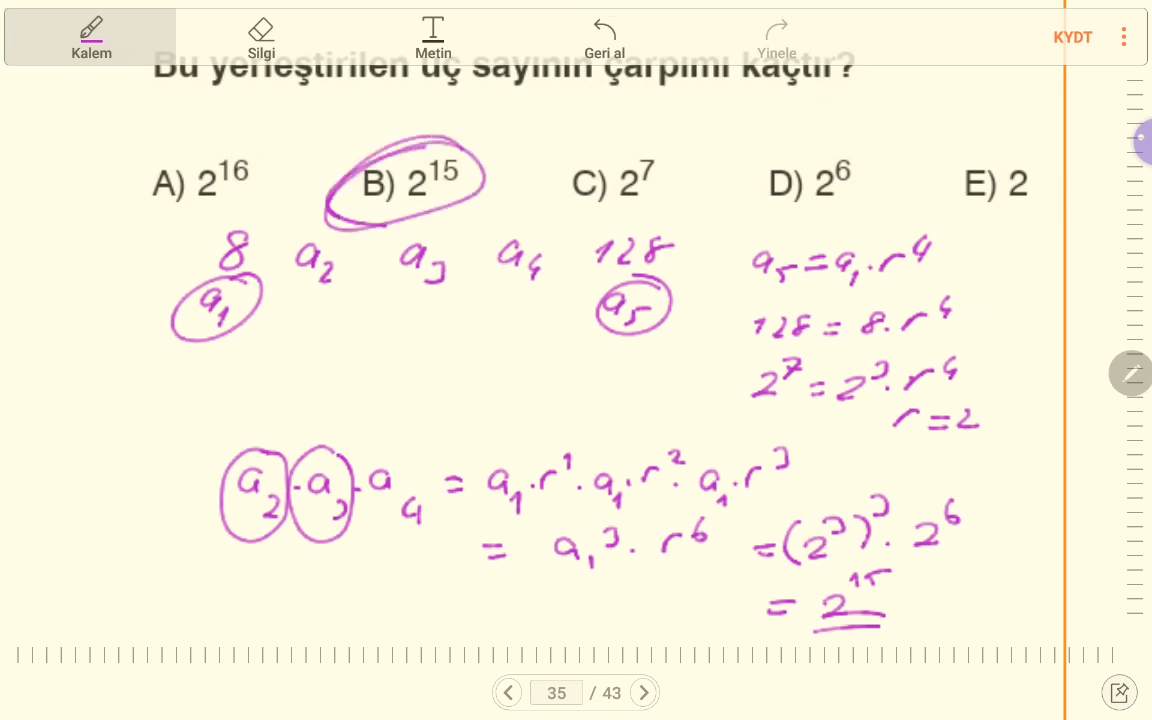 Kalem Silgi Metin Geri al Yinele KYDT
Bu yerleştirilen üç sayının çarpımı kaçtır?
A) 2^16 B) 2^15 C) 2^7 D) 2^6 E) 2
8 a2 a3 a4 128
a1 a5
a5 = a1 . r^4
128 = 8 . r^4
2^7 = 2^3 . r^4
r = 2
a2 . a3 . a4 = a1 . r^1 . a1 . r^2 . a1 . r^3
= a1^3 . r^6 = (2^3)^3 . 2^6
= 2^15
35 / 43